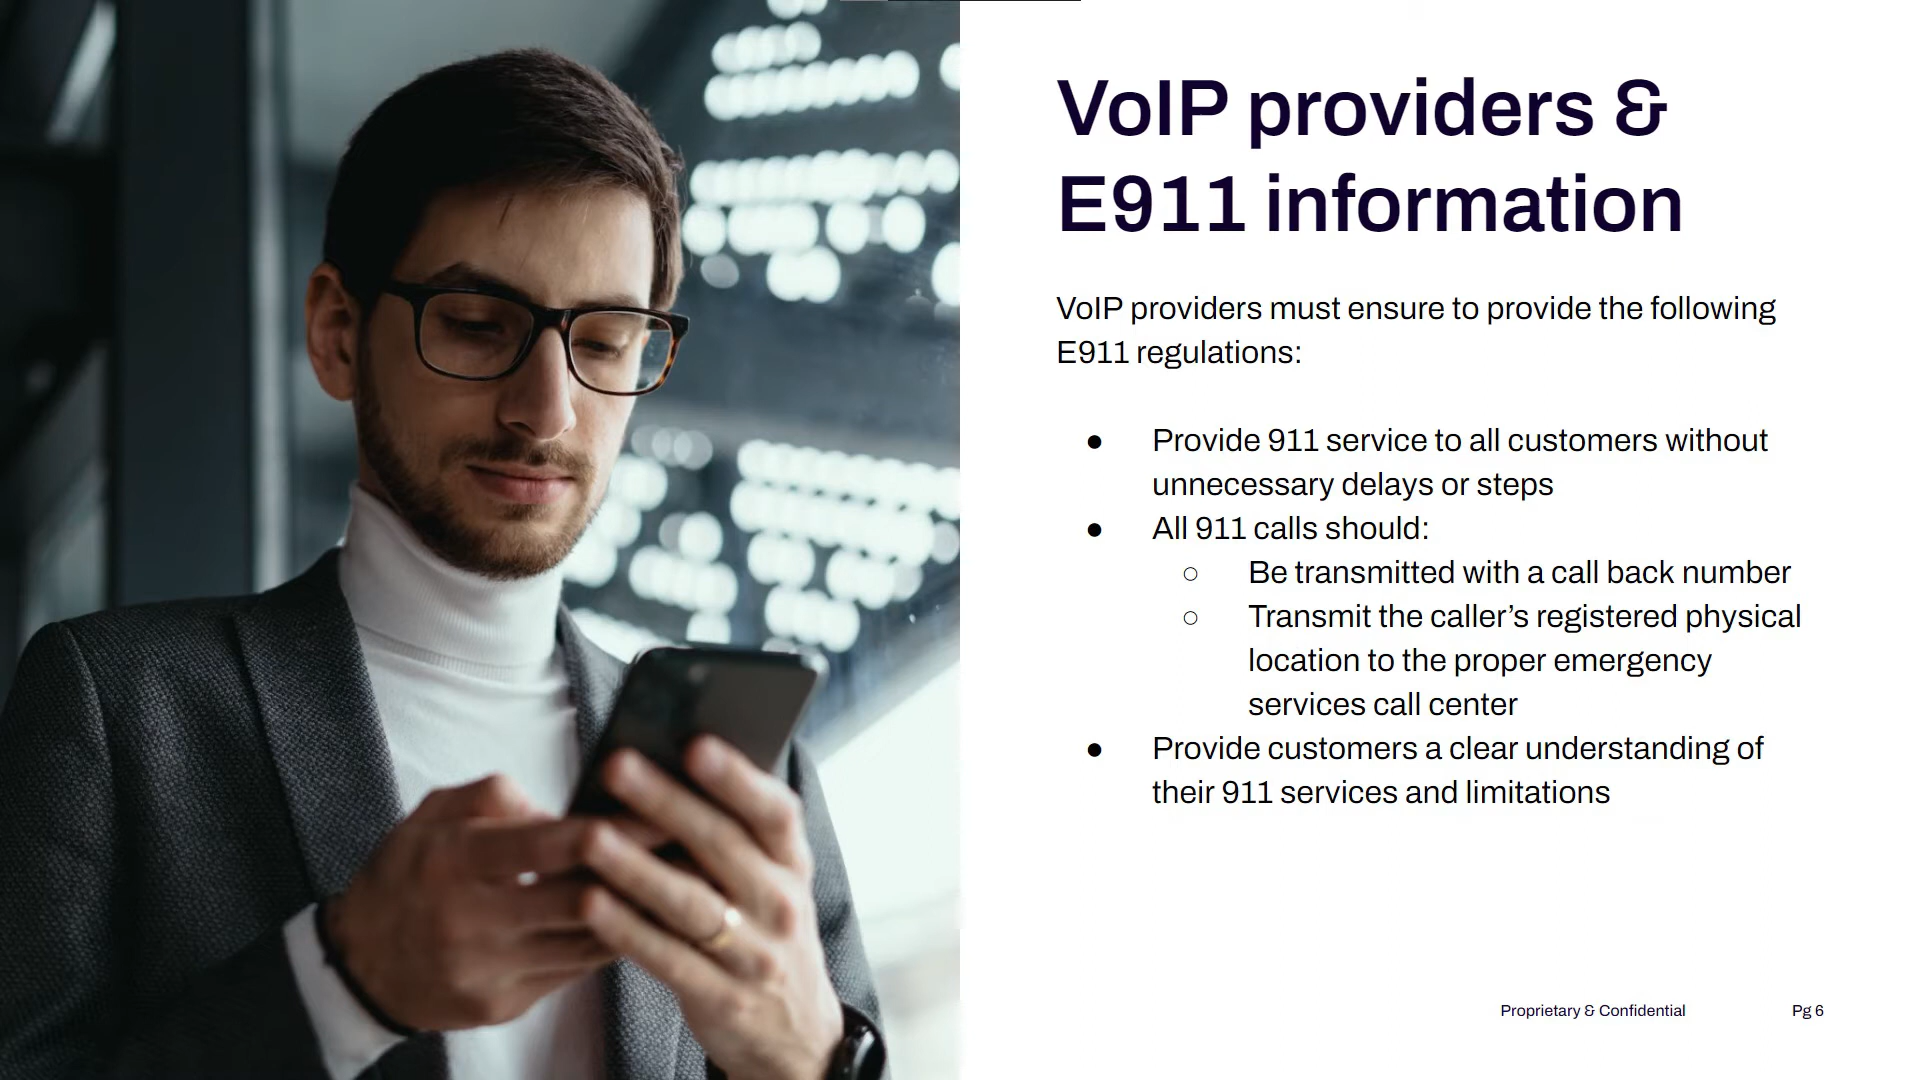 VoIP providers &
E911 information
VoIP providers must ensure to provide the following
E911 regulations:
● Provide 911 service to all customers without
unnecessary delays or steps
● All 911 calls should:
○ Be transmitted with a call back number
○ Transmit the caller’s registered physical
location to the proper emergency
services call center
● Provide customers a clear understanding of
their 911 services and limitations
Proprietary & Confidential
Pg 6